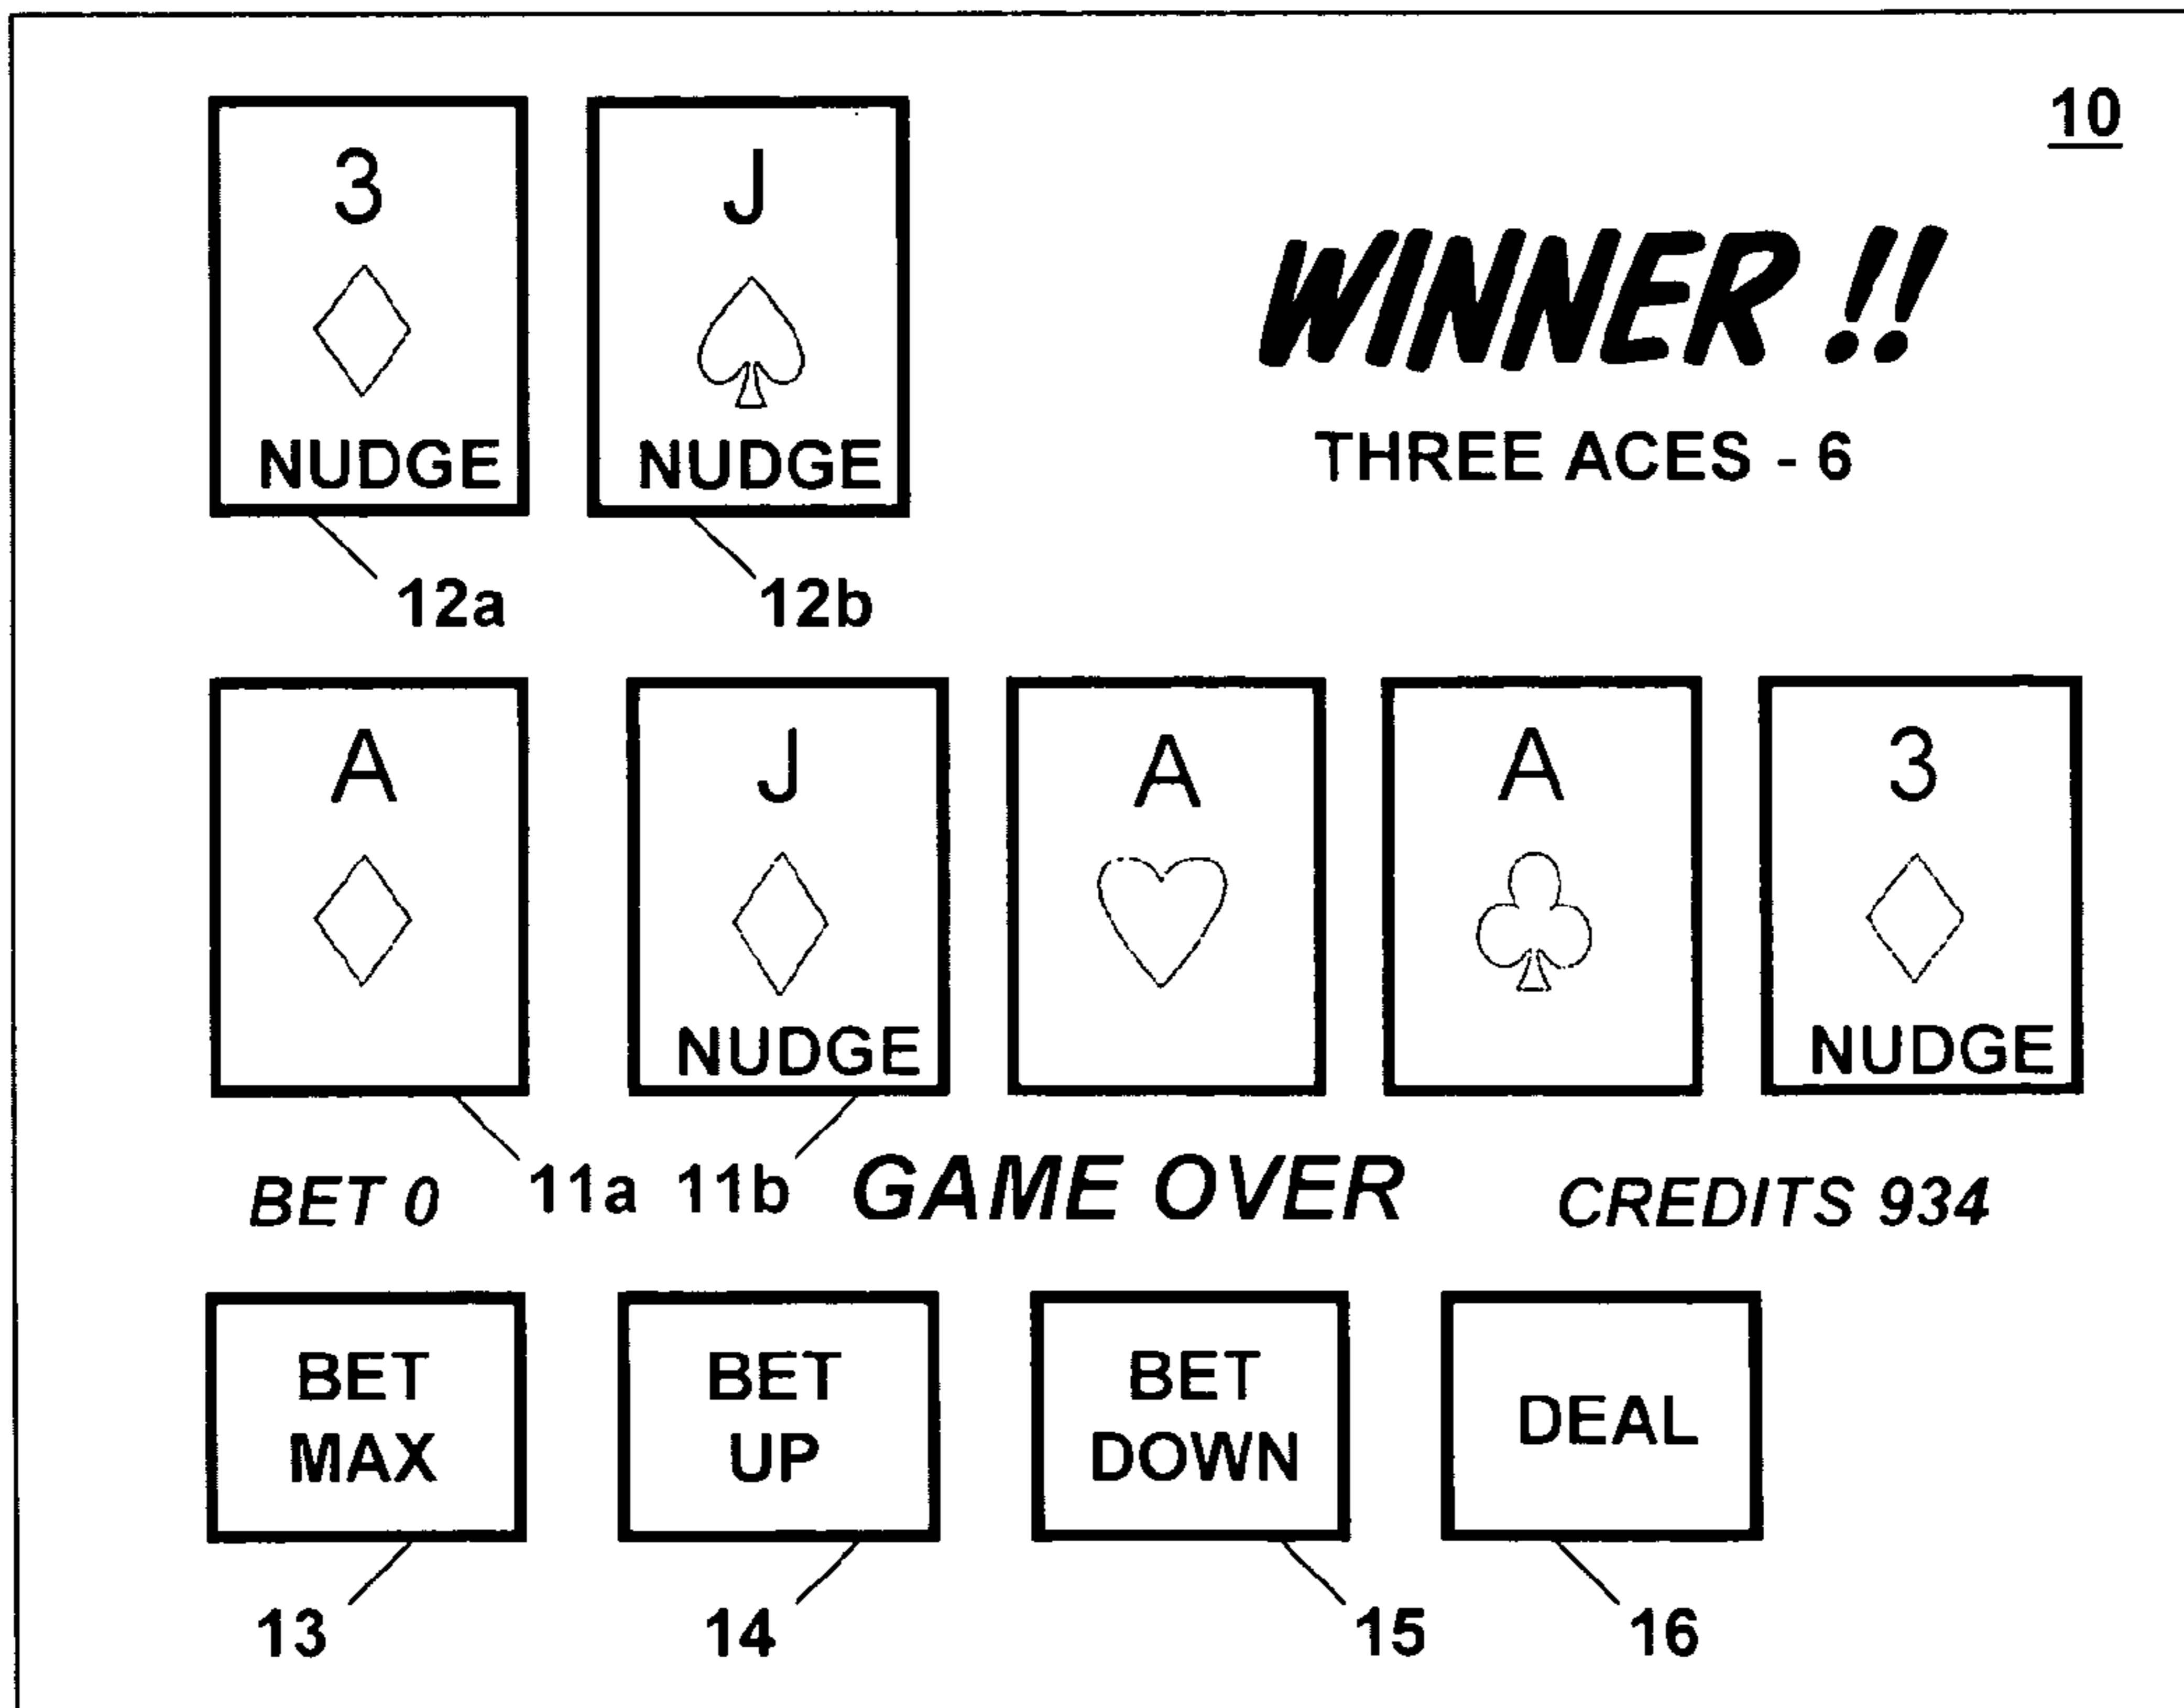 10
3 J
NUDGE NUDGE
WINNER !!
THREE ACES - 6
12a 12b
A J A A 3
NUDGE NUDGE
11a 11b
BET 0 GAME OVER CREDITS 934
BET MAX
BET UP
BET DOWN
DEAL
13 14 15 16